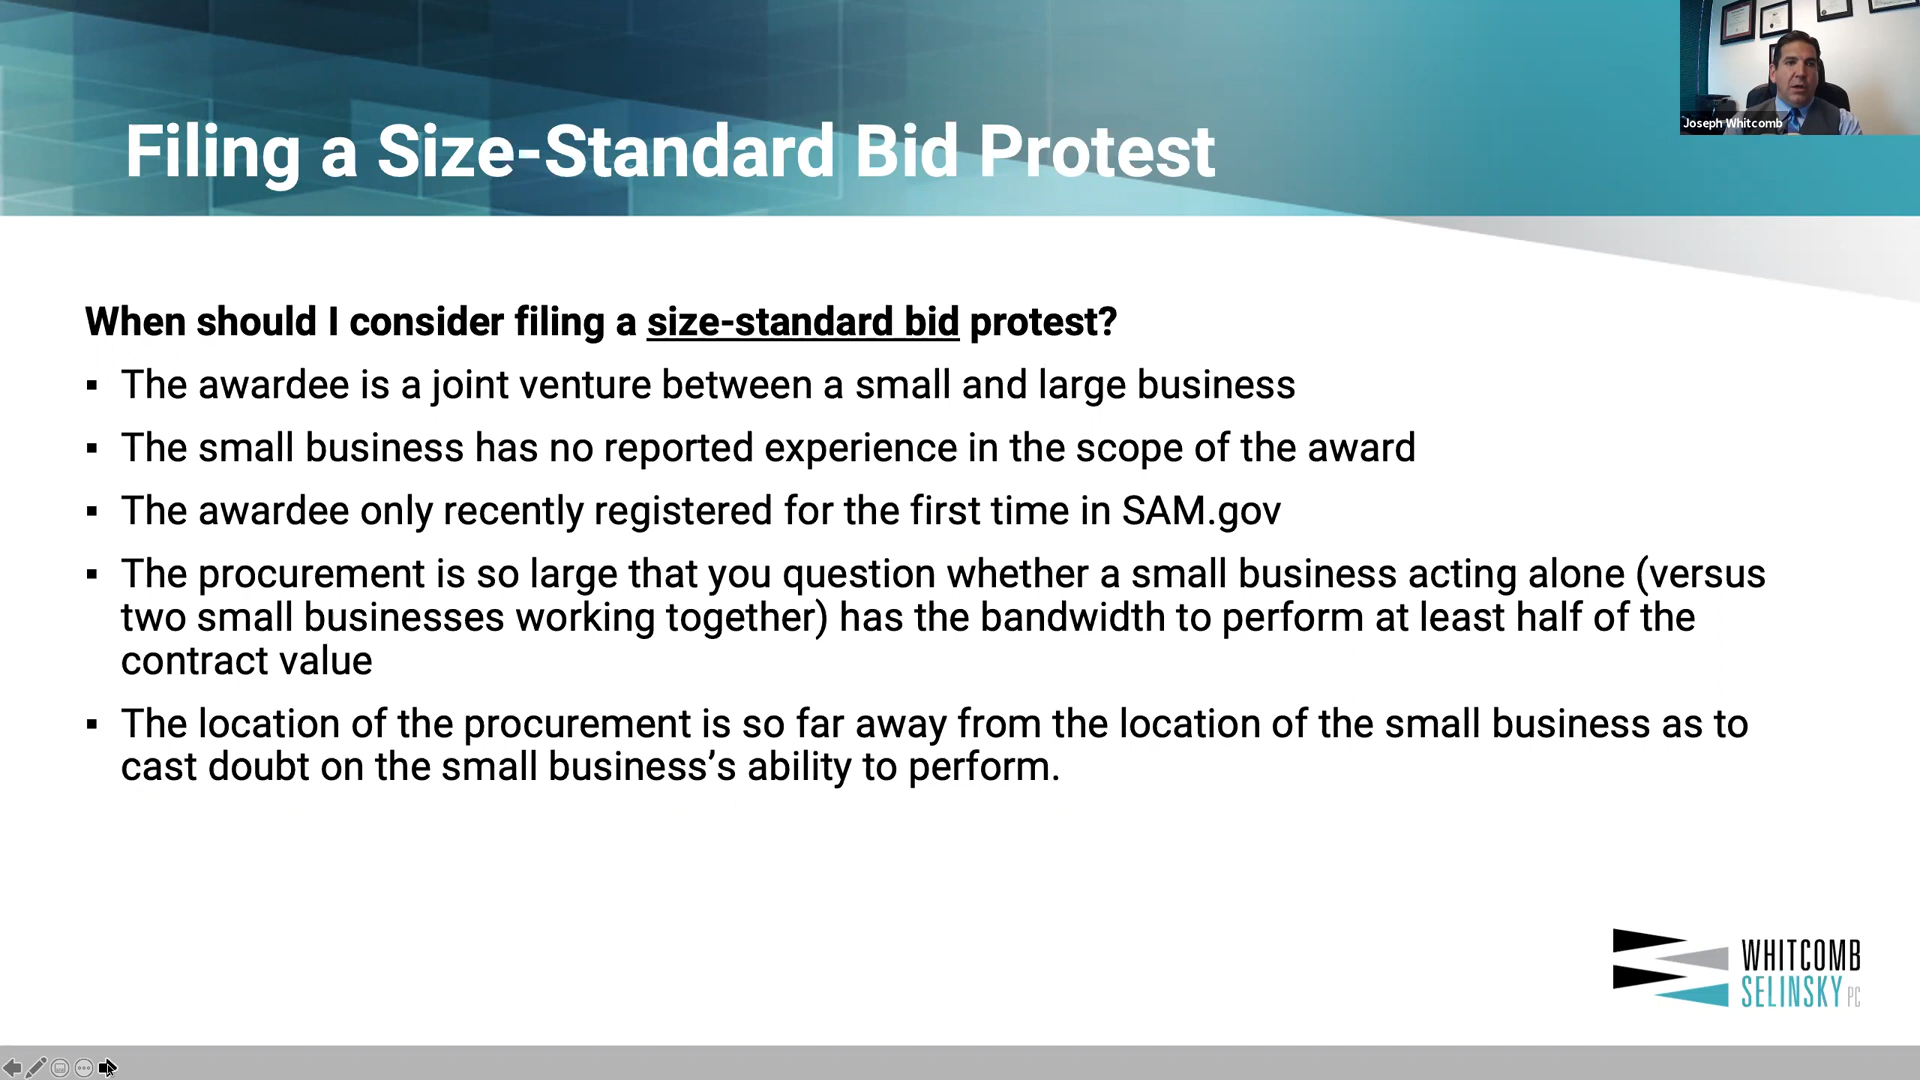 Joseph Whitcomb
Filing a Size-Standard Bid Protest
When should I consider filing a size-standard bid protest?
▪ The awardee is a joint venture between a small and large business
▪ The small business has no reported experience in the scope of the award
▪ The awardee only recently registered for the first time in SAM.gov
▪ The procurement is so large that you question whether a small business acting alone (versus
two small businesses working together) has the bandwidth to perform at least half of the
contract value
▪ The location of the procurement is so far away from the location of the small business as to
cast doubt on the small business’s ability to perform.
WHITCOMB
SELINSKY PC